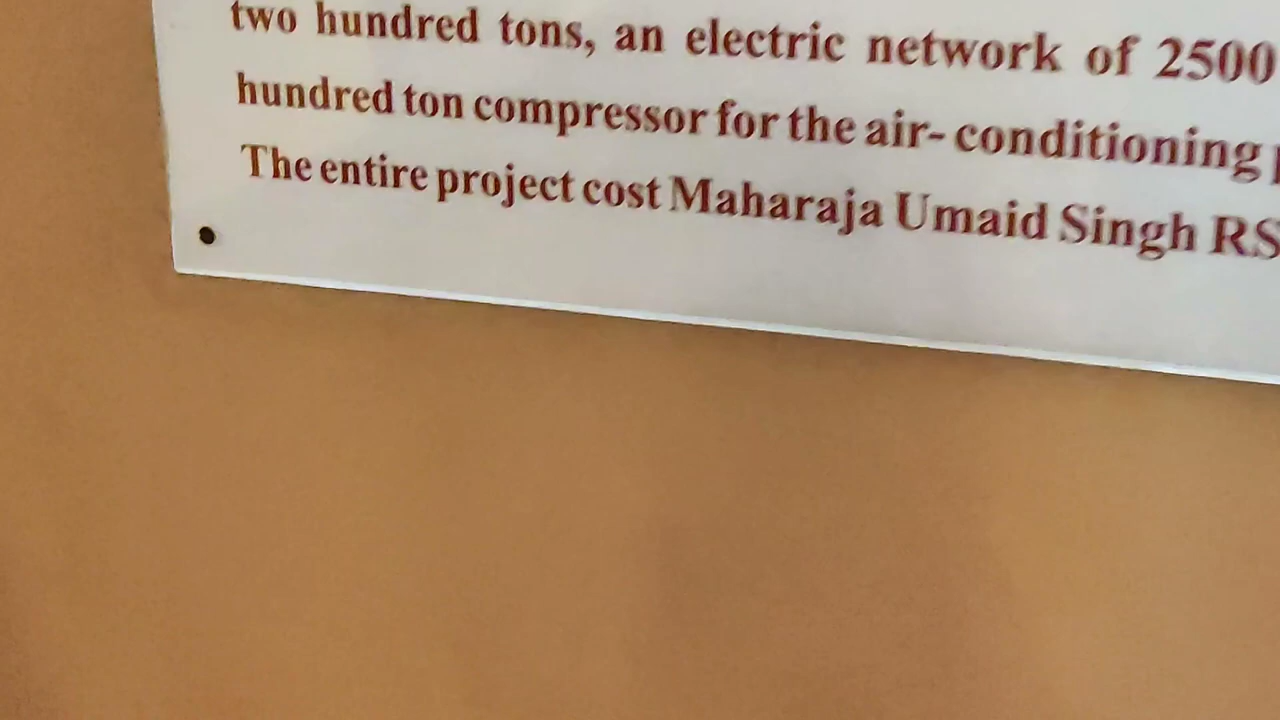 two hundred tons, an electric network of 2500
hundred ton compressor for the air- conditioning
The entire project cost Maharaja Umaid Singh RS